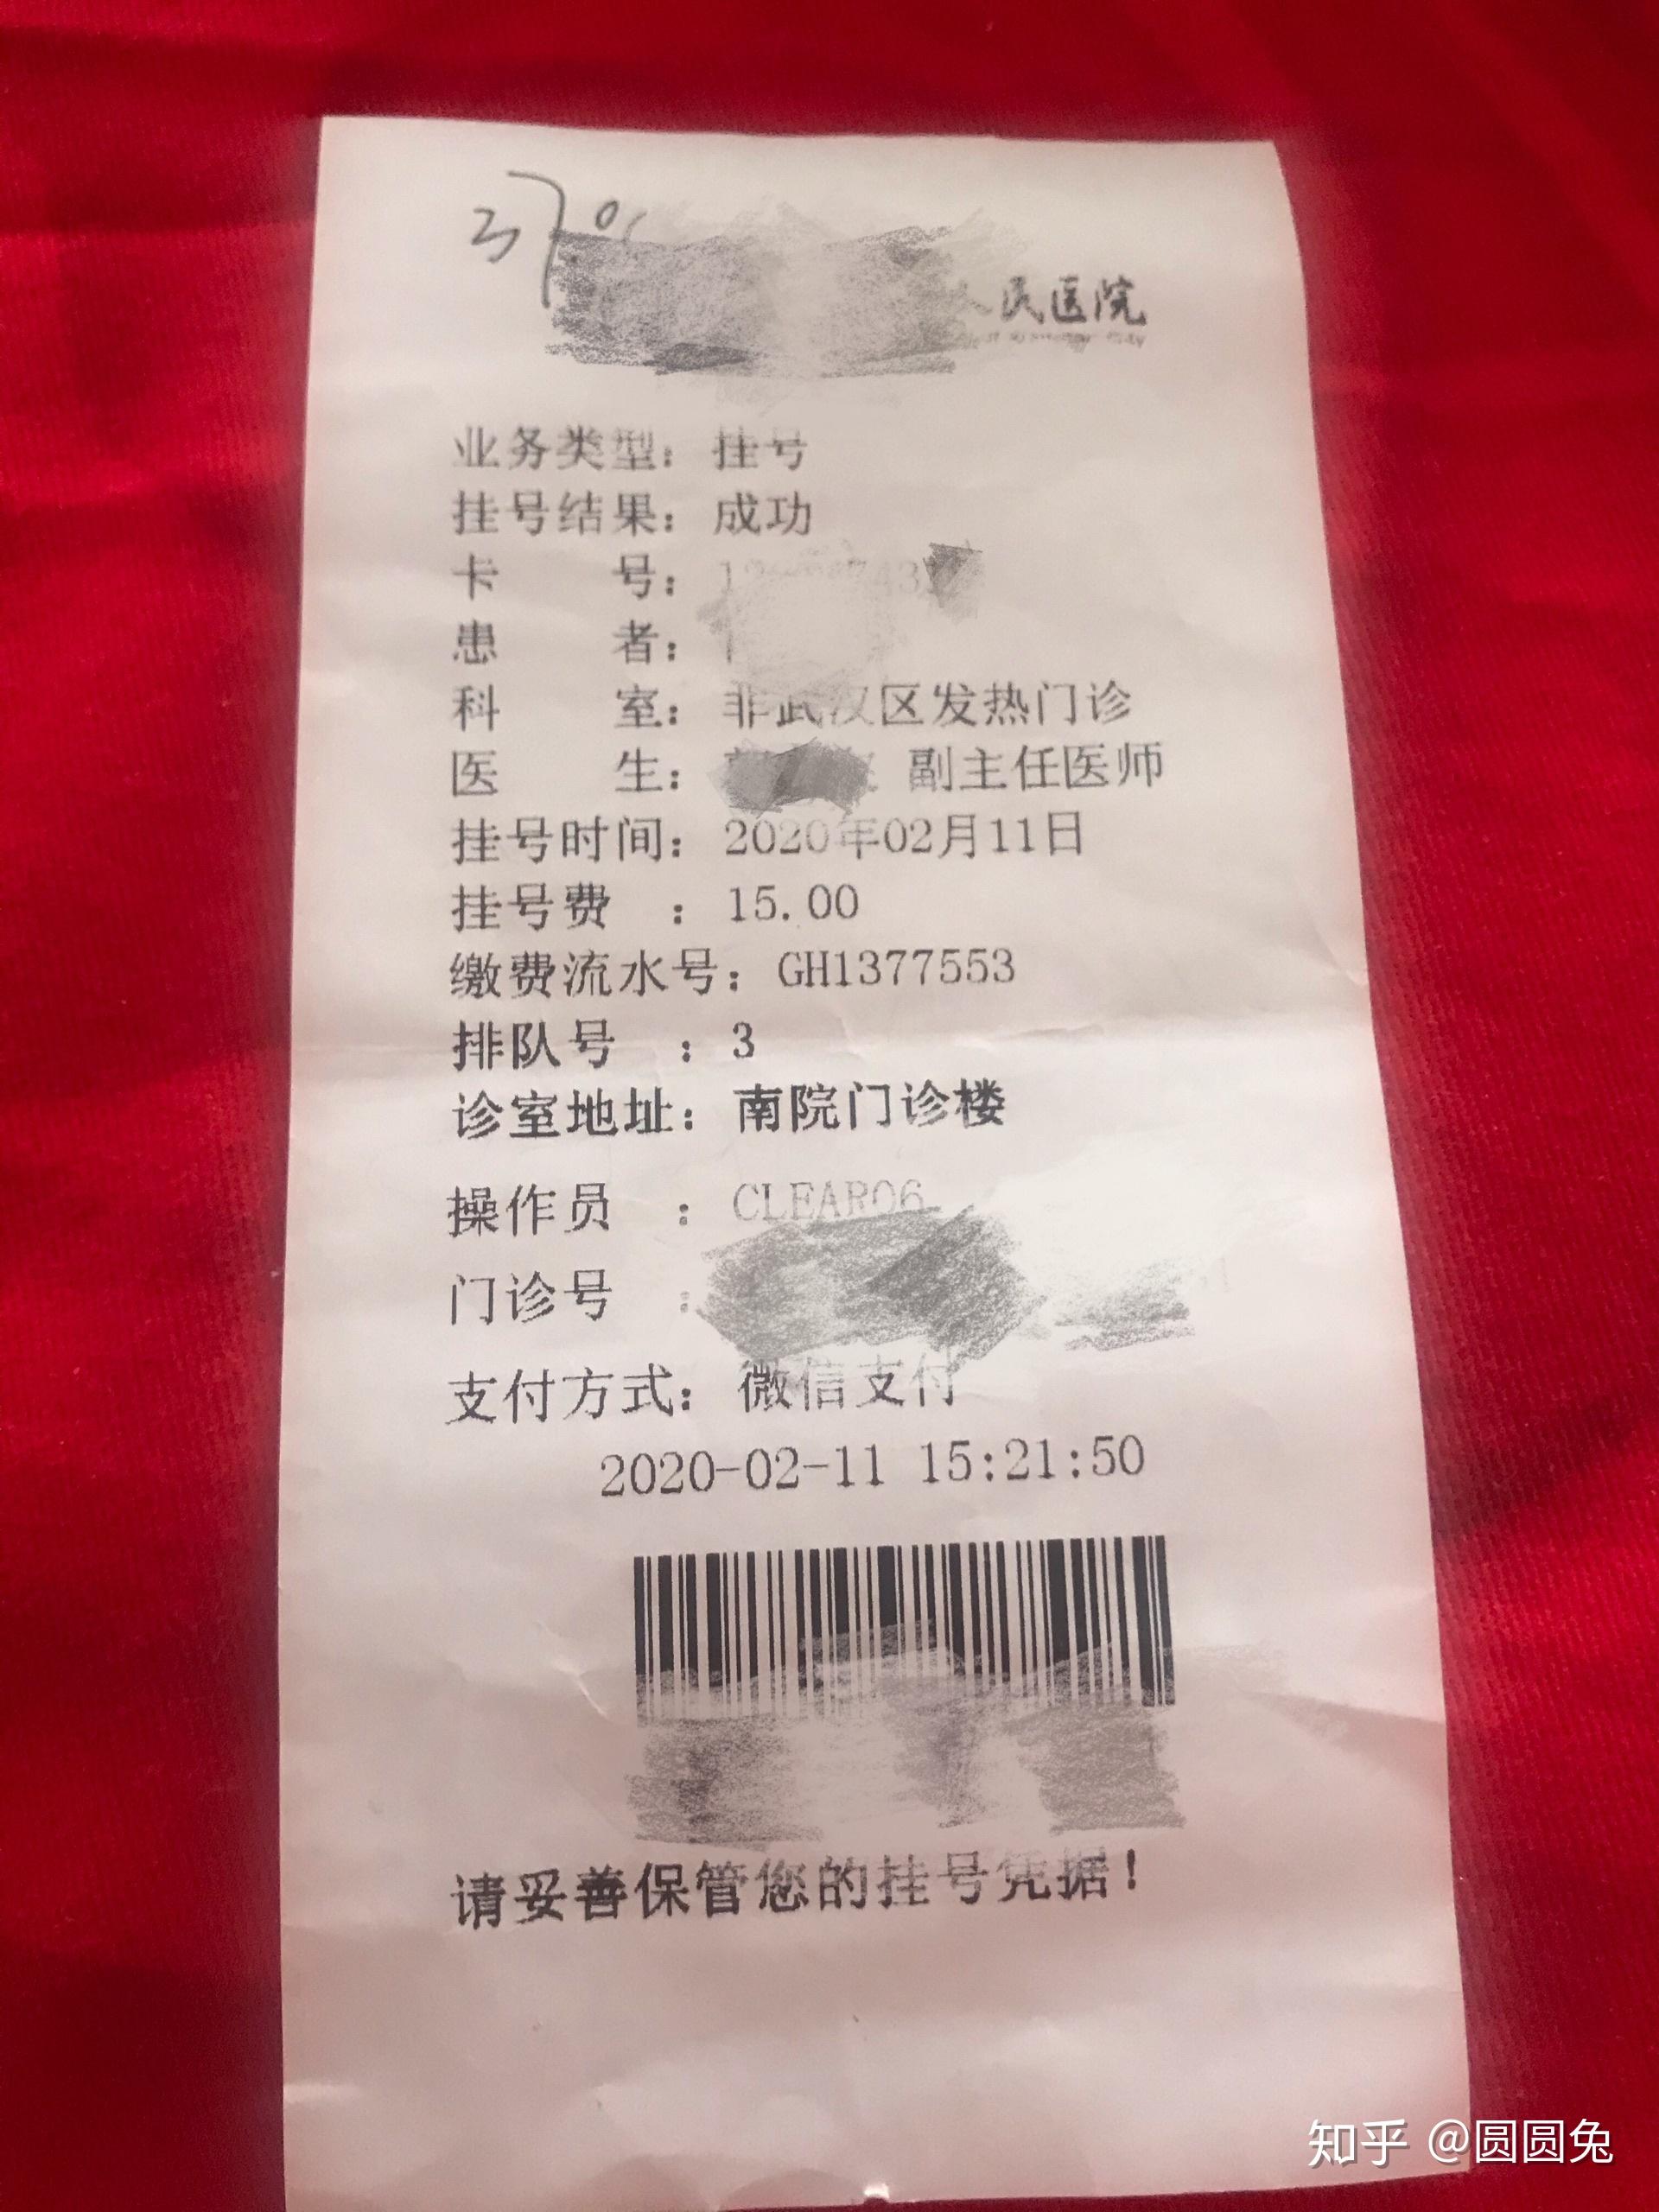 37℃
人民医院
业务类型：挂号
挂号结果：成功
卡 号：
患 者：
科 室：非武汉区发热门诊
医 生： 副主任医师
挂号时间：2020年02月11日
挂号费 ：15.00
缴费流水号：GH1377553
排队号 ：3
诊室地址：南院门诊楼
操作员 ：CLEAR06
门诊号 ：
支付方式：微信支付
2020-02-11 15:21:50
请妥善保管您的挂号凭据！
知乎 @圆圆兔